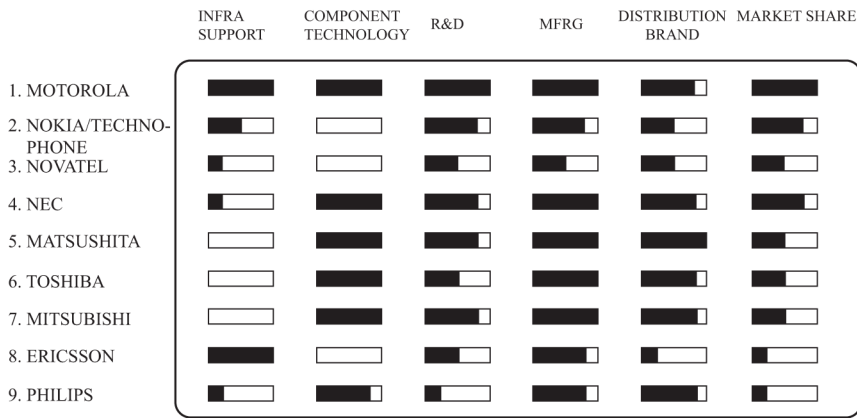 INFRA SUPPORT
COMPONENT TECHNOLOGY
R&D
MFRG
DISTRIBUTION BRAND
MARKET SHARE
1. MOTOROLA
2. NOKIA/TECHNO-
PHONE
3. NOVATEL
4. NEC
5. MATSUSHITA
6. TOSHIBA
7. MITSUBISHI
8. ERICSSON
9. PHILIPS